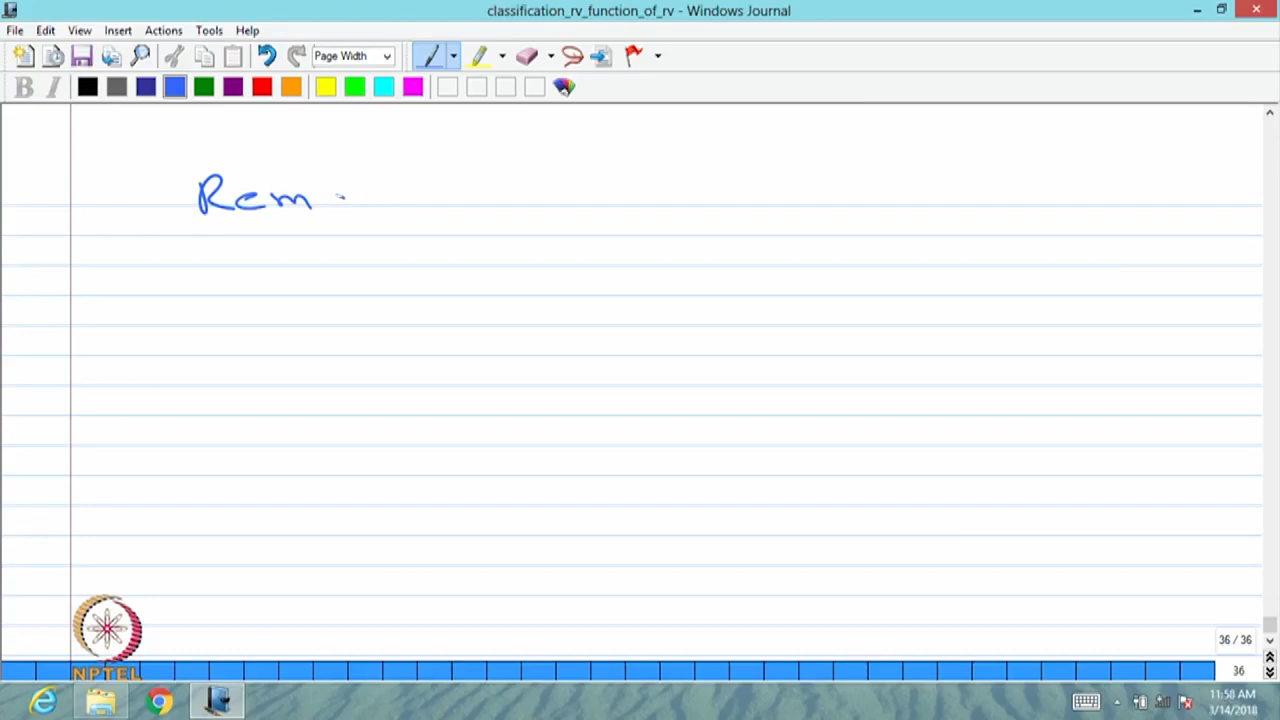 classification_rv_function_of_rv - Windows Journal
File Edit View Insert Actions Tools Help
Page Width
B I
Rem
36 / 36
36
NPTEL
11:58 AM
3/14/2018